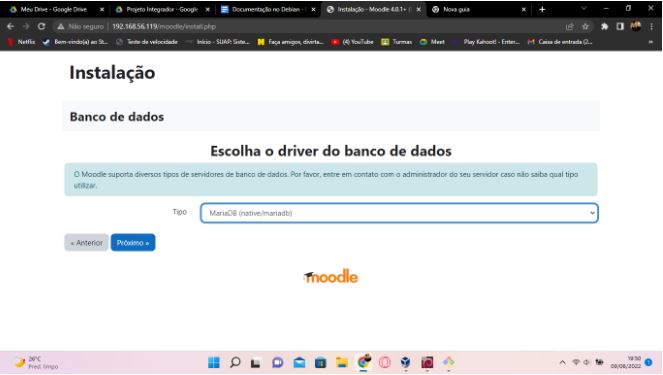 Meu Drive - Google Drive
Projeto Integrador - Google
Documentação no Debian -
Instalação - Moodle 4.0.1+ (
Nova guia
Não seguro
192.168.56.119/moodle/install.php
Netflix
Bem-vindo(a) ao St...
Teste de velocidade
Início - SUAP: Siste...
Faça amigos, divirta...
(4) YouTube
Turmas
Meet
Play Kahoot! - Enter...
Caixa de entrada (2...
Instalação
Banco de dados
Escolha o driver do banco de dados
O Moodle suporta diversos tipos de servidores de banco de dados. Por favor, entre em contato com o administrador do seu servidor caso não saiba qual tipo
utilizar.
Tipo
MariaDB (native/mariadb)
« Anterior
Próximo »
moodle
26°C
Pred. limpo
19:50
09/06/2022